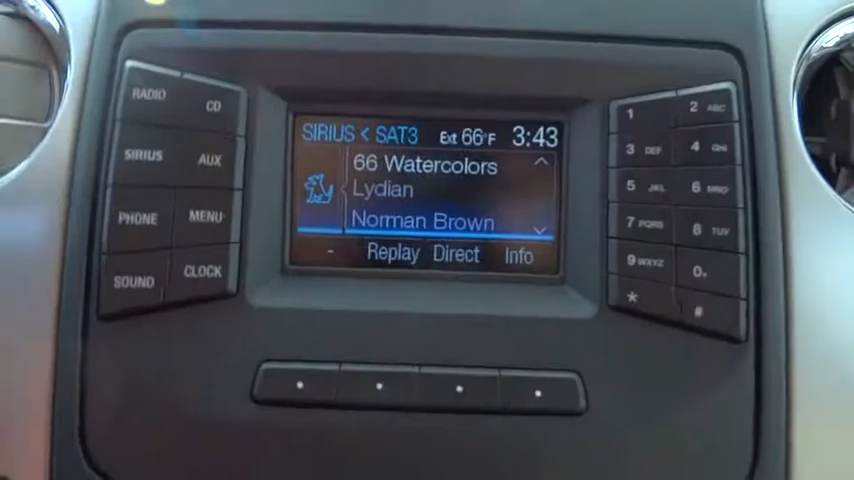 RADIO CD
SIRIUS AUX
PHONE MENU
SOUND CLOCK
SIRIUS < SAT3 Ext 66°F 3:43
66 Watercolors
Lydian
Norman Brown
Replay Direct Info
1 2 ABC
3 DEF 4 GHI
5 JKL 6 MNO
7 PQRS 8 TUV
9 WXYZ 0
* #